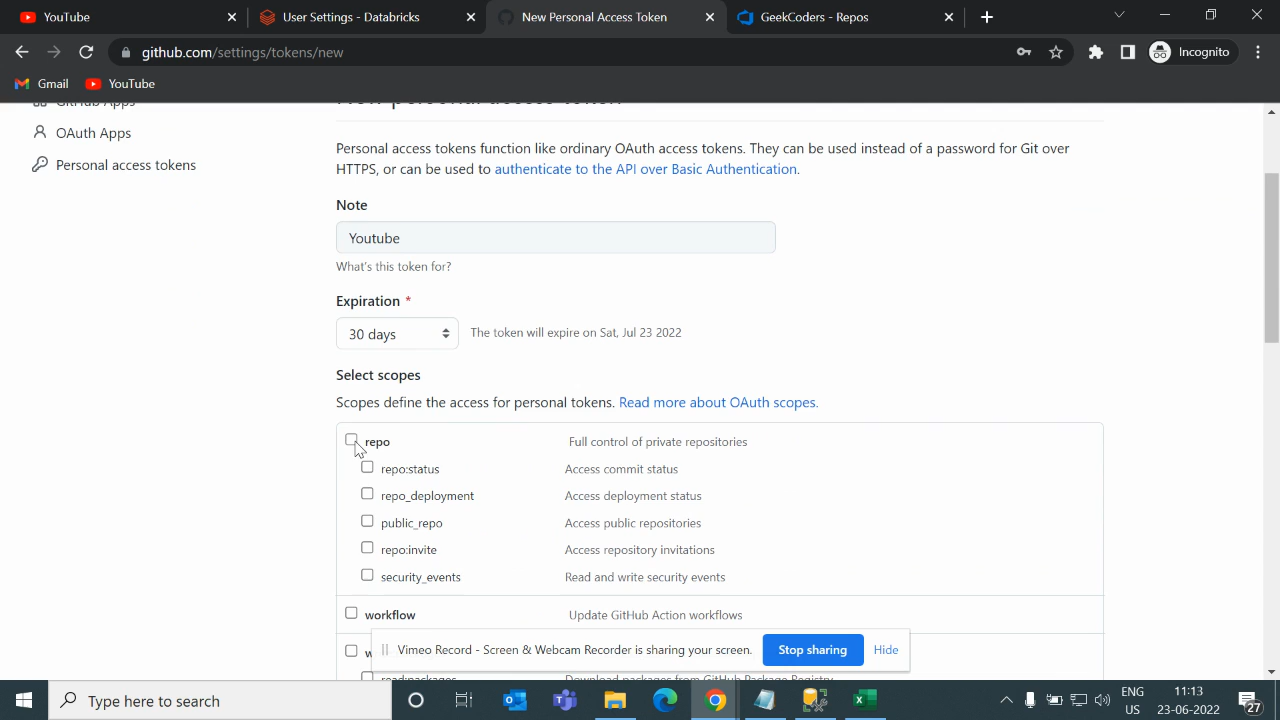 YouTube
User Settings - Databricks
New Personal Access Token
GeekCoders - Repos
github.com/settings/tokens/new
Incognito
Gmail
YouTube
GitHub Apps
New personal access token
OAuth Apps
Personal access tokens
Personal access tokens function like ordinary OAuth access tokens. They can be used instead of a password for Git over
HTTPS, or can be used to authenticate to the API over Basic Authentication.
Note
Youtube
What's this token for?
Expiration *
30 days
The token will expire on Sat, Jul 23 2022
Select scopes
Scopes define the access for personal tokens. Read more about OAuth scopes.
repo Full control of private repositories
repo:status Access commit status
repo_deployment Access deployment status
public_repo Access public repositories
repo:invite Access repository invitations
security_events Read and write security events
workflow Update GitHub Action workflows
Vimeo Record - Screen & Webcam Recorder is sharing your screen. Stop sharing Hide
read:packages Download packages from GitHub Package Registry
Type here to search
ENG
US
11:13
23-06-2022
27